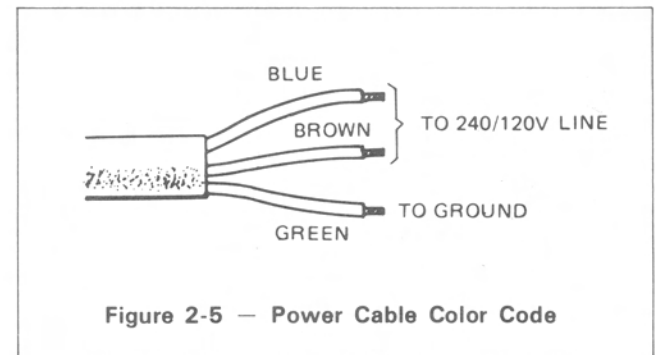 BLUE
BROWN
TO 240/120V LINE
TO GROUND
GREEN
Figure 2-5 — Power Cable Color Code